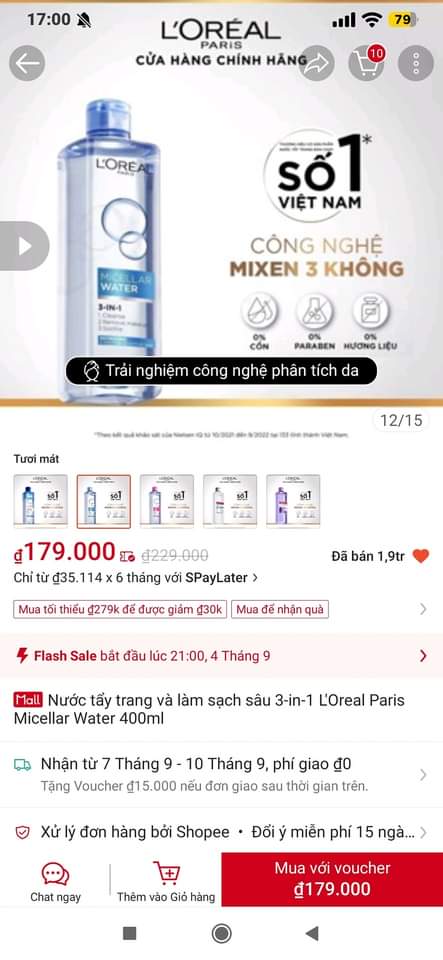 17:00
79
L'ORÉAL
PARIS
CỬA HÀNG CHÍNH HÃNG
10
L'ORÉAL
PARIS
MICELLAR
WATER
3-IN-1
SỐ 1*
VIỆT NAM
CÔNG NGHỆ
MIXEN 3 KHÔNG
0% CỒN
0% PARABEN
0% HƯƠNG LIỆU
Trải nghiệm công nghệ phân tích da
12/15
Tươi mát
₫179.000 ₫229.000
Đã bán 1,9tr
Chỉ từ ₫35.114 x 6 tháng với SPayLater >
Mua tối thiểu ₫279k để được giảm ₫30k
Mua để nhận quà
Flash Sale bắt đầu lúc 21:00, 4 Tháng 9
Mall Nước tẩy trang và làm sạch sâu 3-in-1 L'Oreal Paris
Micellar Water 400ml
Nhận từ 7 Tháng 9 - 10 Tháng 9, phí giao ₫0
Tặng Voucher ₫15.000 nếu đơn giao sau thời gian trên.
Xử lý đơn hàng bởi Shopee • Đổi ý miễn phí 15 ngà...
Chat ngay
Thêm vào Giỏ hàng
Mua với voucher
₫179.000